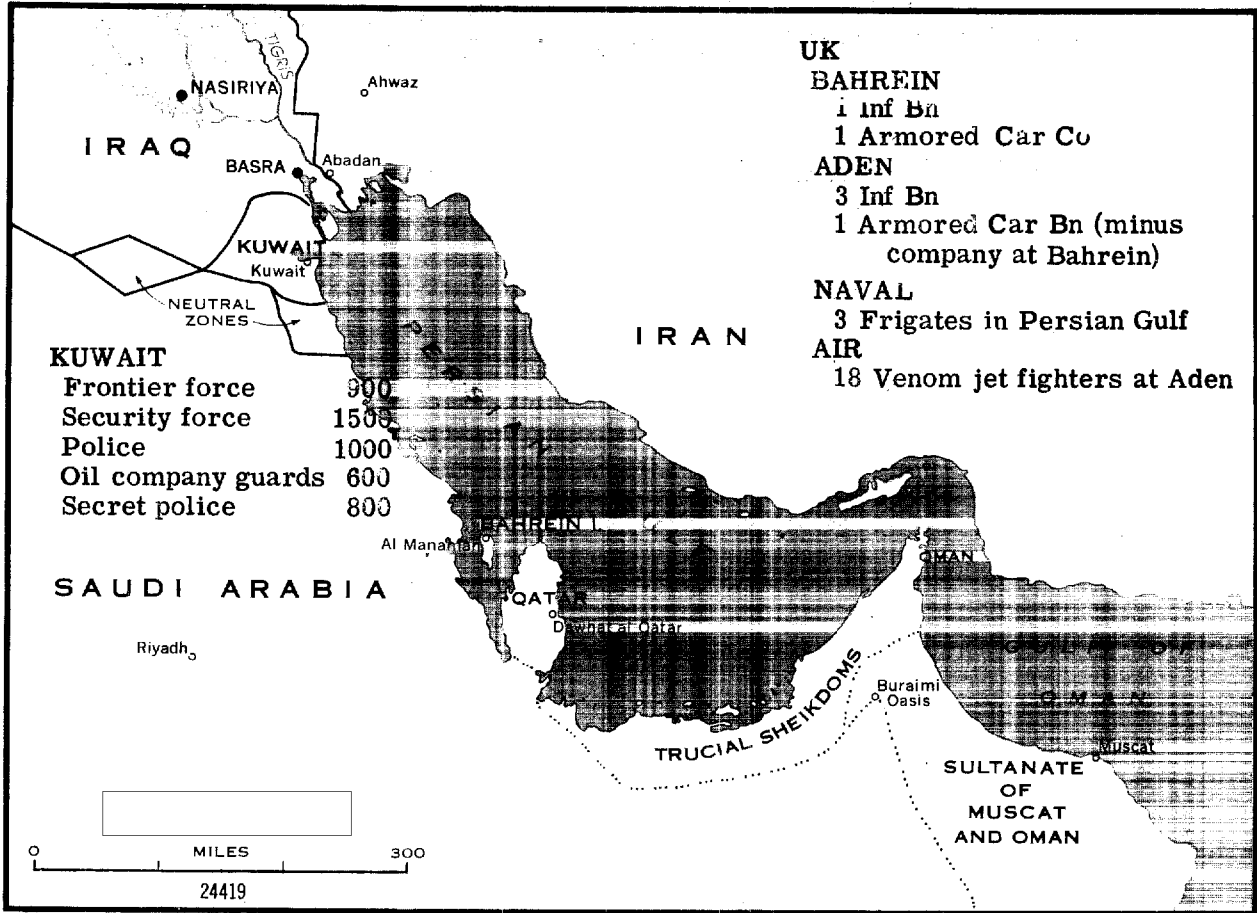 TIGRIS
NASIRIYA
Ahwaz
IRAQ
BASRA
Abadan
KUWAIT
Kuwait
NEUTRAL
ZONES
IRAN
UK
BAHREIN
1 Inf Bn
1 Armored Car Co
ADEN
3 Inf Bn
1 Armored Car Bn (minus
company at Bahrein)
NAVAL
3 Frigates in Persian Gulf
AIR
18 Venom jet fighters at Aden
KUWAIT
Frontier force 900
Security force 1500
Police 1000
Oil company guards 600
Secret police 800
PERSIAN
BAHREIN I.
Al Manamah
OMAN
SAUDI ARABIA
QATAR
Dawhat al Qatar
Riyadh
GULF OF
OMAN
Buraimi
Oasis
TRUCIAL SHEIKDOMS
Muscat
SULTANATE
OF
MUSCAT
AND OMAN
0 MILES 300
24419